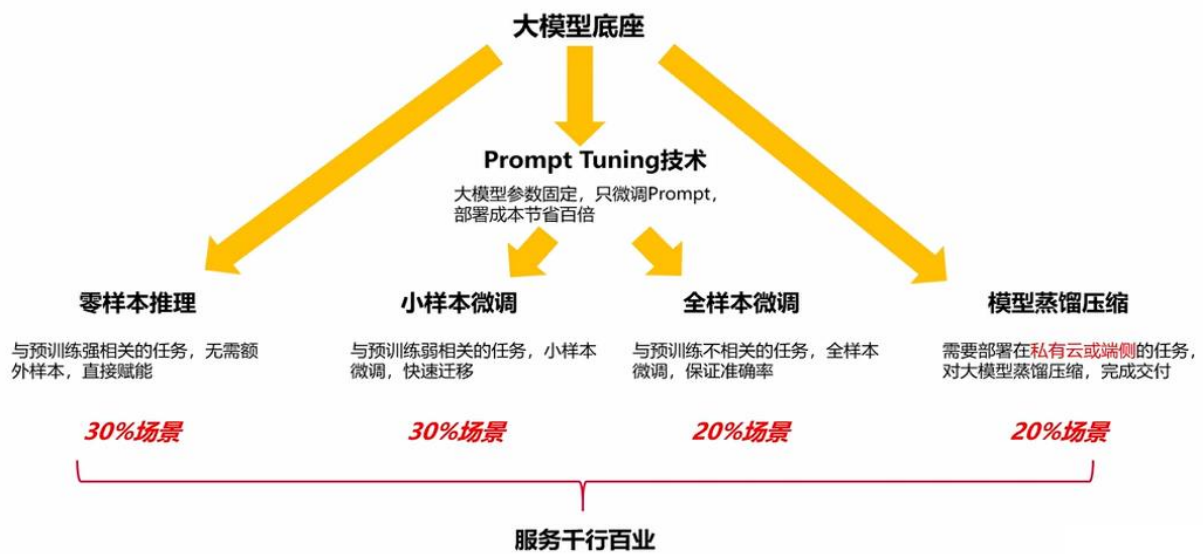 大模型底座
Prompt Tuning技术
大模型参数固定，只微调Prompt，
部署成本节省百倍
零样本推理
与预训练强相关的任务，无需额
外样本，直接赋能
30%场景
小样本微调
与预训练弱相关的任务，小样本
微调，快速迁移
30%场景
全样本微调
与预训练不相关的任务，全样本
微调，保证准确率
20%场景
模型蒸馏压缩
需要部署在私有云或端侧的任务，
对大模型蒸馏压缩，完成交付
20%场景
服务千行百业